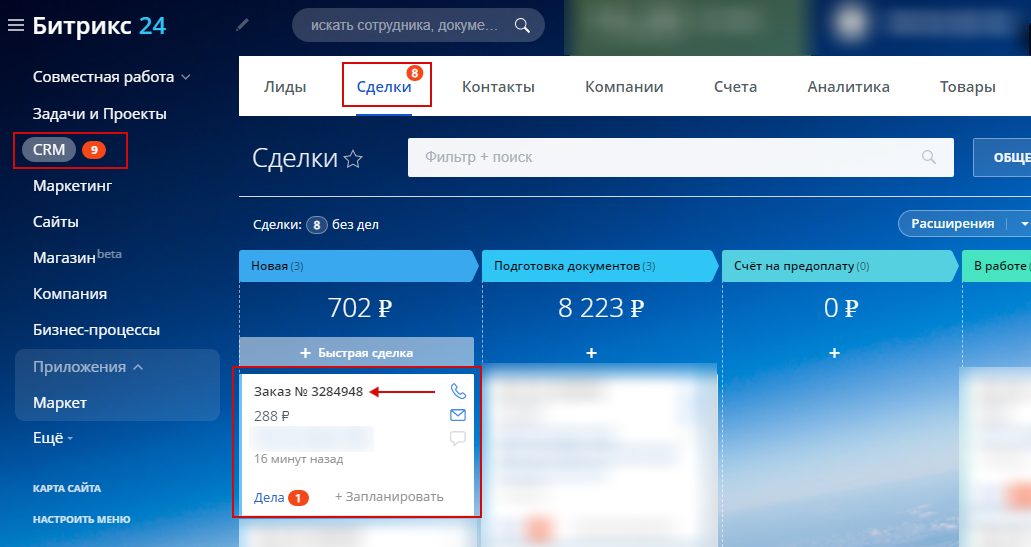 Битрикс 24
искать сотрудника, докуме...
Совместная работа
Задачи и Проекты
CRM 9
Маркетинг
Сайты
Магазин beta
Компания
Бизнес-процессы
Приложения
Маркет
Ещё
КАРТА САЙТА
НАСТРОИТЬ МЕНЮ
Лиды Сделки 8 Контакты Компании Счета Аналитика Товары
Сделки
Фильтр + поиск
ОБЩЕ
Сделки: 8 без дел
Расширения
Новая (3)
702 ₽
+ Быстрая сделка
Заказ № 3284948
288 ₽
16 минут назад
Дела 1 + Запланировать
Подготовка документов (3)
8 223 ₽
+
Счёт на предоплату (0)
0 ₽
+
В работе